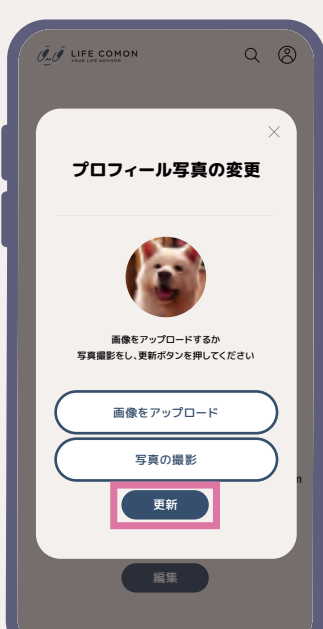 LIFE COMON
YOUR LIFE ADVISOR
プロフィール写真の変更
画像をアップロードするか
写真撮影をし、更新ボタンを押してください
画像をアップロード
写真の撮影
n
更新
編集